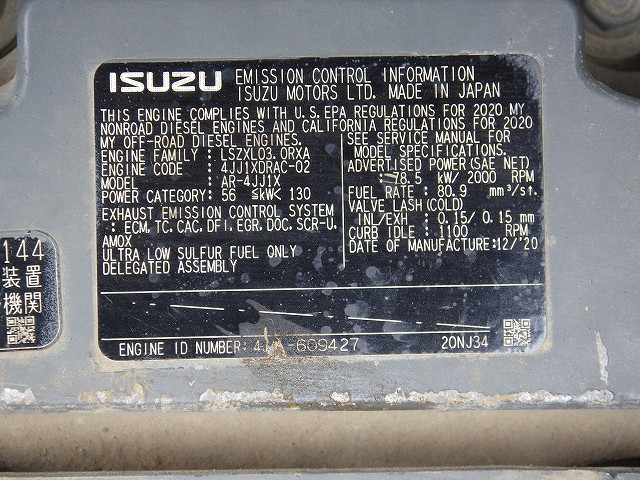 ISUZU EMISSION CONTROL INFORMATION
ISUZU MOTORS LTD. MADE IN JAPAN
THIS ENGINE COMPLIES WITH U.S.EPA REGULATIONS FOR 2020 MY
NONROAD DIESEL ENGINES AND CALIFORNIA REGULATIONS FOR 2020
MY OFF-ROAD DIESEL ENGINES.
ENGINE FAMILY : LSZXL03.0RXA
ENGINE CODE : 4JJ1XDRAC-02
MODEL : AR-4JJ1X
POWER CATEGORY: 56 ≤kW< 130
EXHAUST EMISSION CONTROL SYSTEM
: ECM, TC, CAC, DFI, EGR, DOC, SCR-U,
AMOX
ULTRA LOW SULFUR FUEL ONLY
DELEGATED ASSEMBLY
SEE SERVICE MANUAL FOR
MODEL SPECIFICATIONS.
ADVERTISED POWER(SAE NET)
: 78.5 kW/ 2000 RPM
FUEL RATE : 80.9 mm³/st.
VALVE LASH (COLD)
INL/EXH : 0.15/ 0.15 mm
CURB IDLE : 1100 RPM
DATE OF MANUFACTURE:12/'20
ENGINE ID NUMBER: -609427
20NJ34
144
装置
機関